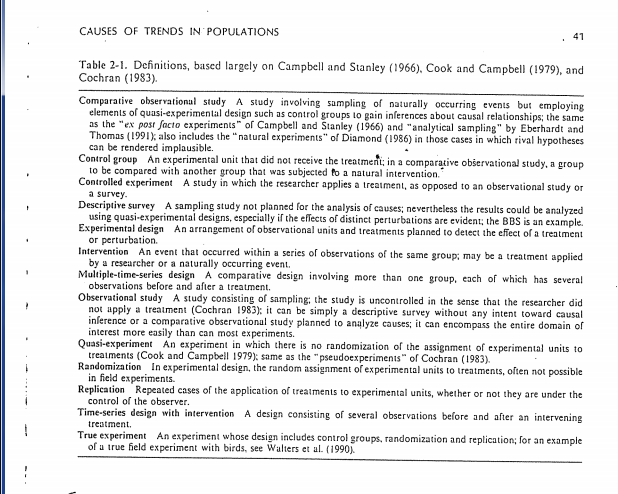 CAUSES OF TRENDS IN POPULATIONS
41
Table 2-1. Definitions, based largely on Campbell and Stanley (1966), Cook and Campbell (1979), and
Cochran (1983).
Comparative observational study A study involving sampling of naturally occurring events but employing
elements of quasi-experimental design such as control groups to gain inferences about causal relationships; the same
as the "ex post facto experiments" of Campbell and Stanley (1966) and "analytical sampling" by Eberhardt and
Thomas (1991); also includes the "natural experiments" of Diamond (1986) in those cases in which rival hypotheses
can be rendered implausible.
Control group An experimental unit that did not receive the treatment; in a comparative observational study, a group
to be compared with another group that was subjected to a natural intervention.
Controlled experiment A study in which the researcher applies a treatment, as opposed to an observational study or
a survey.
Descriptive survey A sampling study not planned for the analysis of causes; nevertheless the results could be analyzed
using quasi-experimental designs, especially if the effects of distinct perturbations are evident; the BBS is an example.
Experimental design An arrangement of observational units and treatments planned to detect the effect of a treatment
or perturbation.
Intervention An event that occurred within a series of observations of the same group; may be a treatment applied
by a researcher or a naturally occurring event.
Multiple-time-series design A comparative design involving more than one group, each of which has several
observations before and after a treatment.
Observational study A study consisting of sampling; the study is uncontrolled in the sense that the researcher did
not apply a treatment (Cochran 1983); it can be simply a descriptive survey without any intent toward causal
inference or a comparative observational study planned to analyze causes; it can encompass the entire domain of
interest more easily than can most experiments.
Quasi-experiment An experiment in which there is no randomization of the assignment of experimental units to
treatments (Cook and Campbell 1979); same as the "pseudoexperiments" of Cochran (1983).
Randomization In experimental design, the random assignment of experimental units to treatments, often not possible
in field experiments.
Replication Repeated cases of the application of treatments to experimental units, whether or not they are under the
control of the observer.
Time-series design with intervention A design consisting of several observations before and after an intervening
treatment.
True experiment An experiment whose design includes control groups, randomization and replication; for an example
of a true field experiment with birds, see Walters et al. (1990).